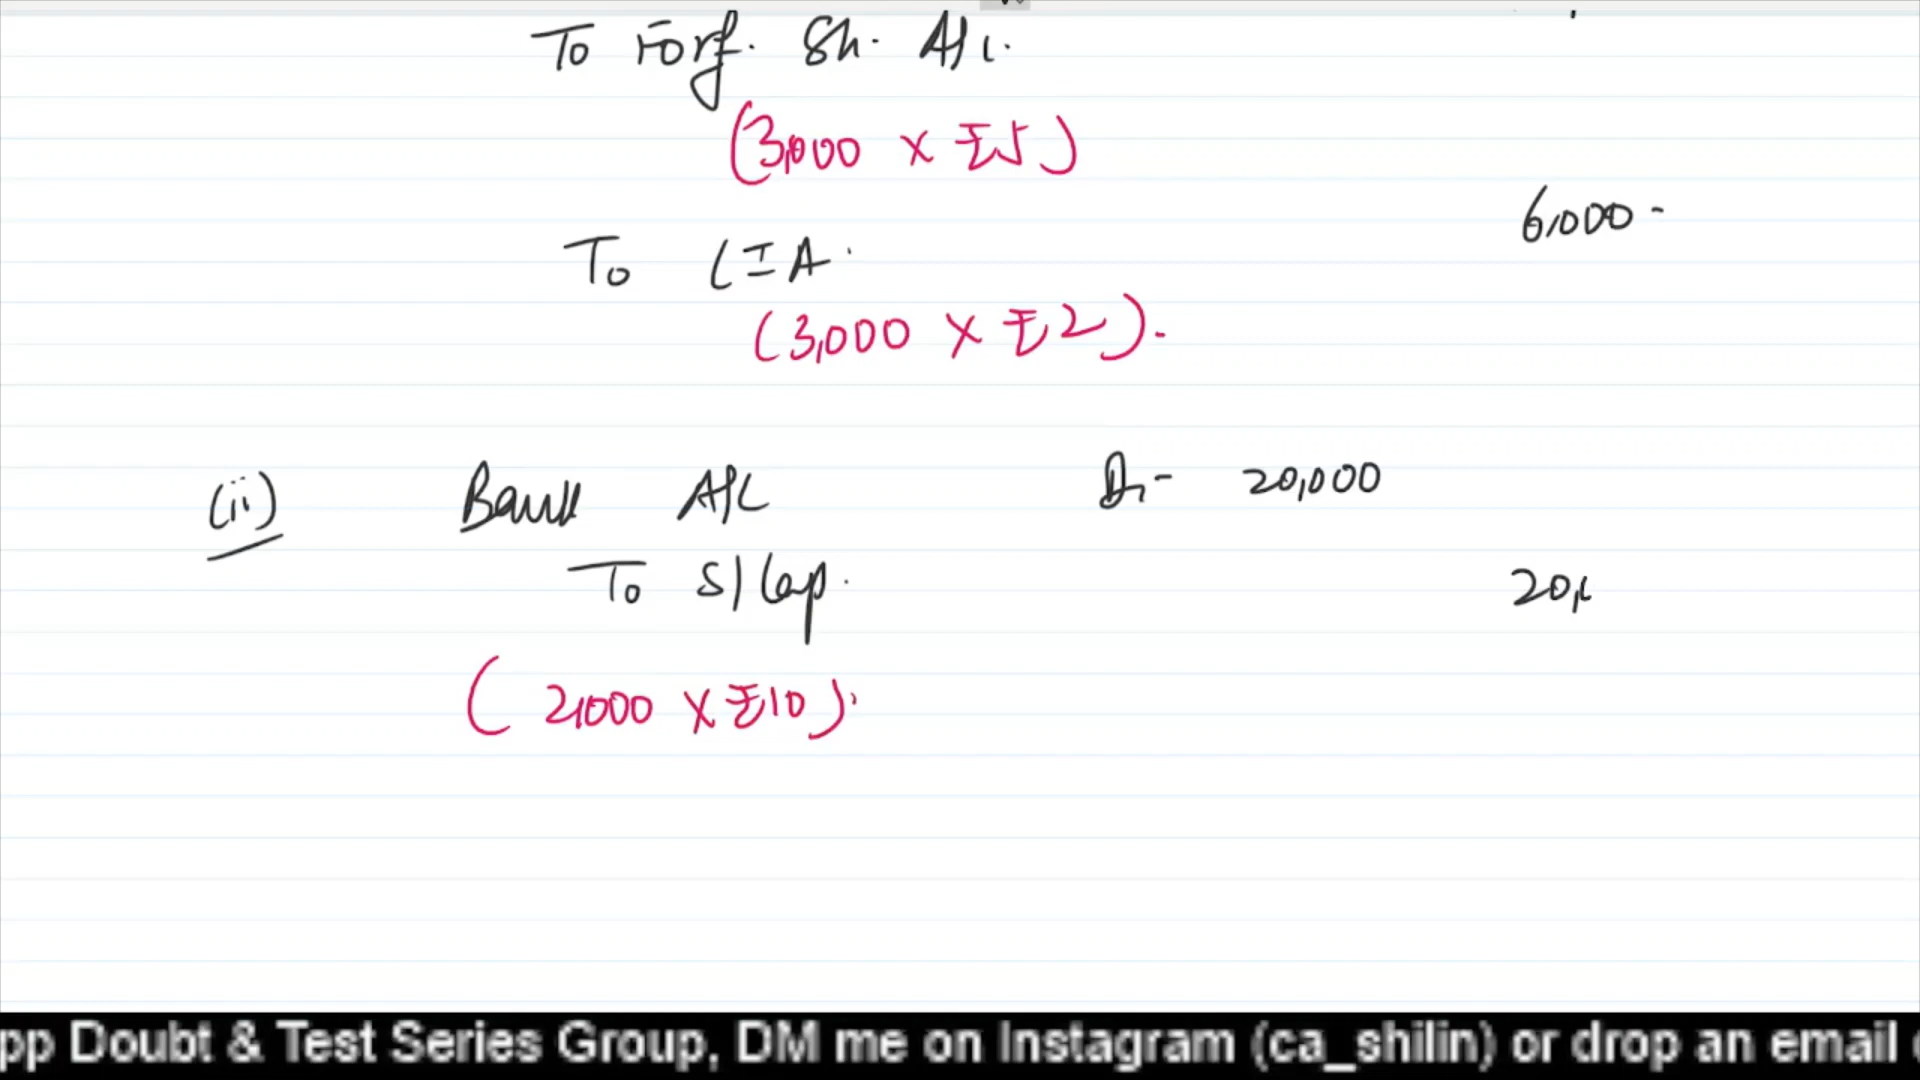 To Forf. Sh. A/c.
(3,000 X ₹5)
6,000 -
To CIA.
(3,000 X ₹2).
(ii) Bank A/c Dr- 20,000
To S/Cap. 20,
(2,000 X ₹10).
pp Doubt & Test Series Group, DM me on Instagram (ca_shilin) or drop an email